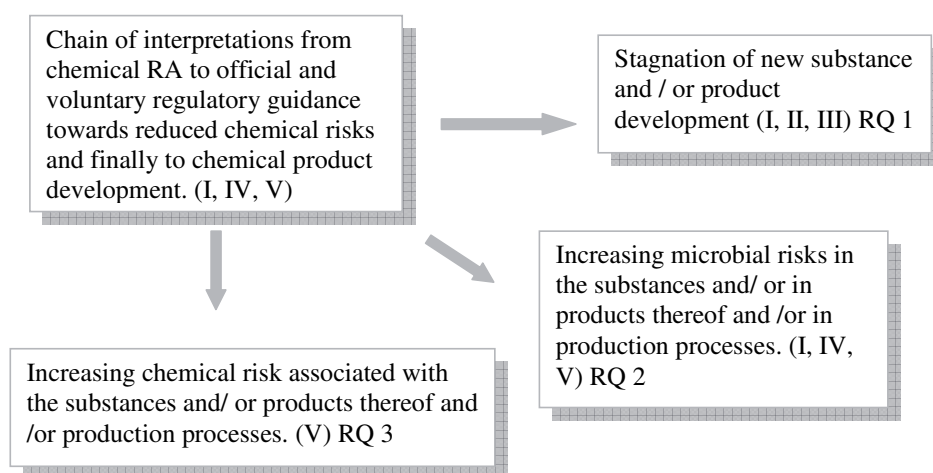 Chain of interpretations from
chemical RA to official and
voluntary regulatory guidance
towards reduced chemical risks
and finally to chemical product
development. (I, IV, V)
Stagnation of new substance
and / or product
development (I, II, III) RQ 1
Increasing microbial risks in
the substances and/ or in
products thereof and /or in
production processes. (I, IV,
V) RQ 2
Increasing chemical risk associated with
the substances and/ or products thereof and
/or production processes. (V) RQ 3